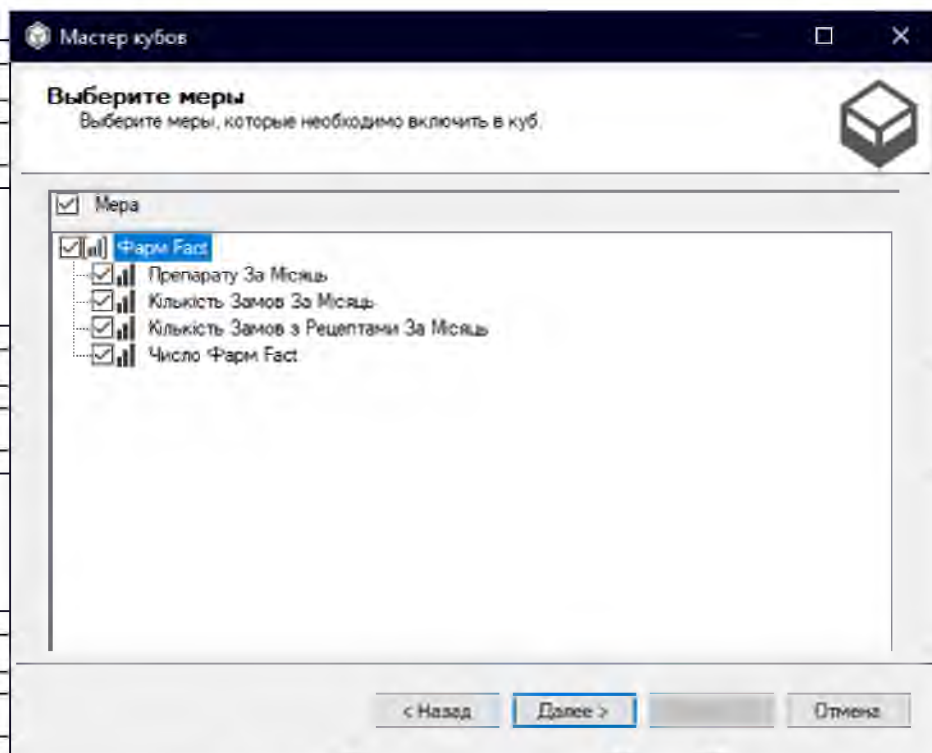 Мастер кубов
Выберите меры
Выберите меры, которые необходимо включить в куб.
Мера
Фарм Fact
Препарату За Місяць
Кількість Замов За Місяць
Кількість Замов з Рецептами За Місяць
Число Фарм Fact
< Назад
Далее >
Отмена